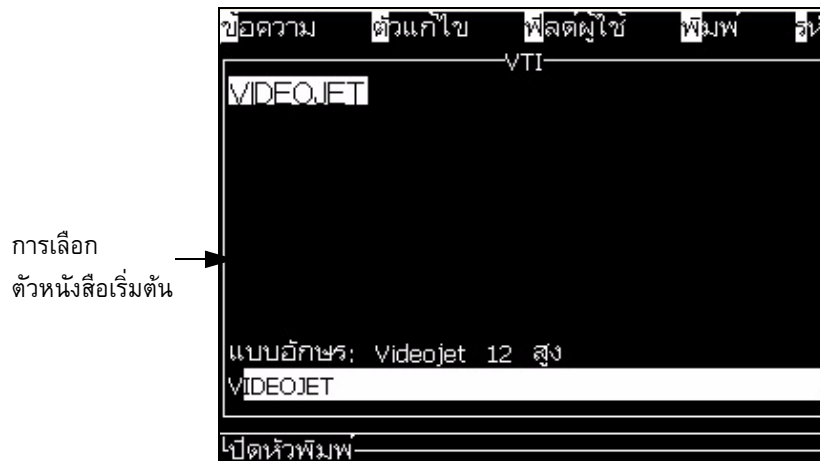 ข้อความ ตัวแก้ไข ฟิลด์ผู้ใช้ พิมพ์
VTI
VIDEOJET
การเลือก
ตัวหนังสือเริ่มต้น
แบบอักษร: Videojet 12 สูง
VIDEOJET
เปิดหัวพิมพ์